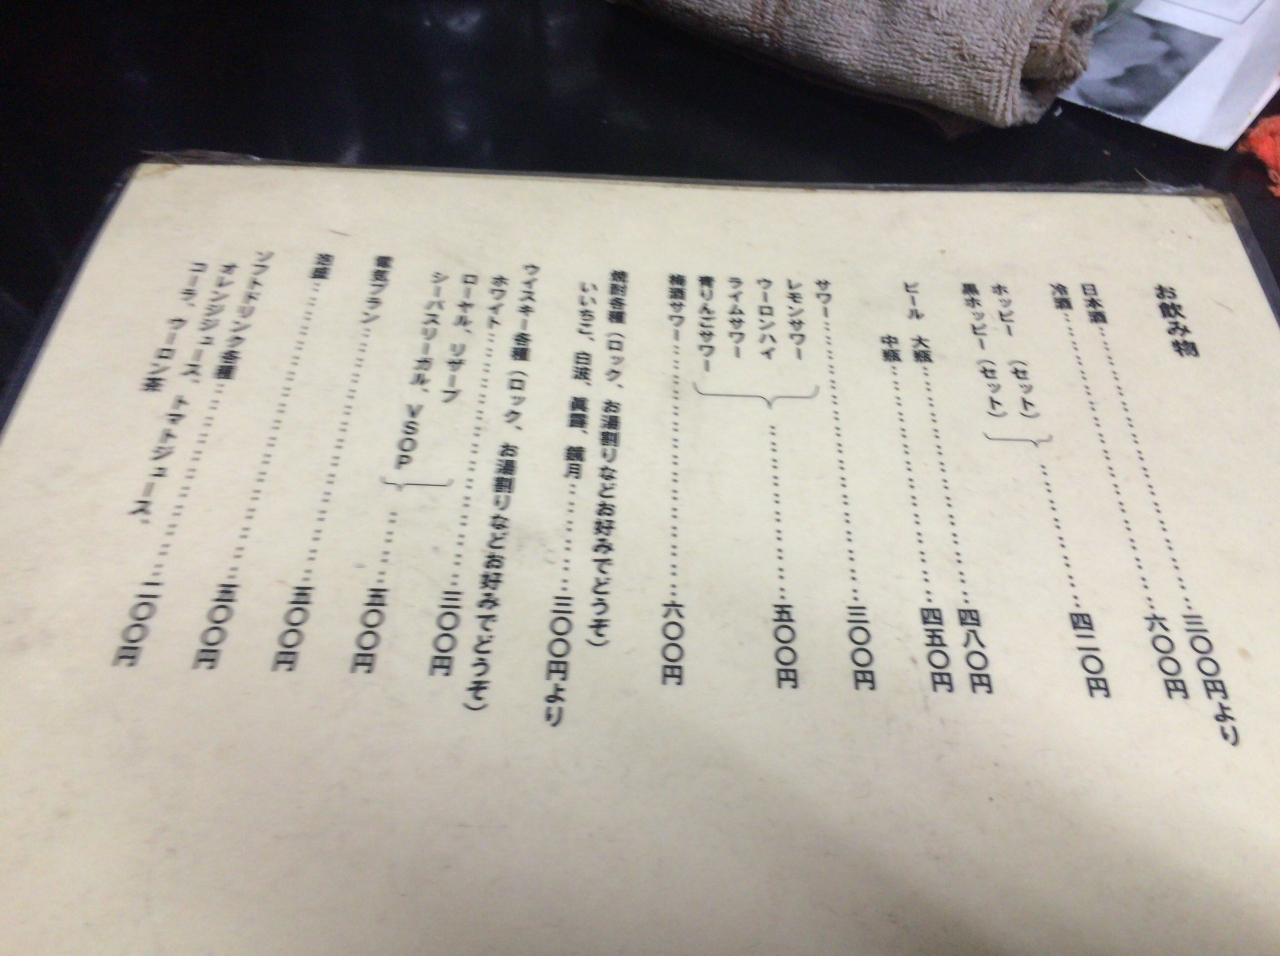 お飲み物
日本酒……三〇〇円より
冷酒……六〇〇円
ホッピー (セット)
黒ホッピー(セット)
……四二〇円
ビール 大瓶……四八〇円
中瓶……四五〇円
サワー……三〇〇円
レモンサワー
ウーロンハイ
ライムサワー
青りんごサワー
……五〇〇円
梅酒サワー……六〇〇円
焼酎各種(ロック、お湯割りなどお好みでどうぞ)
いいちこ、白波、眞露、鏡月……三〇〇円より
ウイスキー各種(ロック、お湯割りなどお好みでどうぞ)
ホワイト……三〇〇円
ローヤル、リザーブ
シーバスリーガル、VSOP
……五〇〇円
電気ブラン……
泡盛……五〇〇円
ソフトドリンク各種……二〇〇円
オレンジジュース、トマトジュース、
コーラ、ウーロン茶